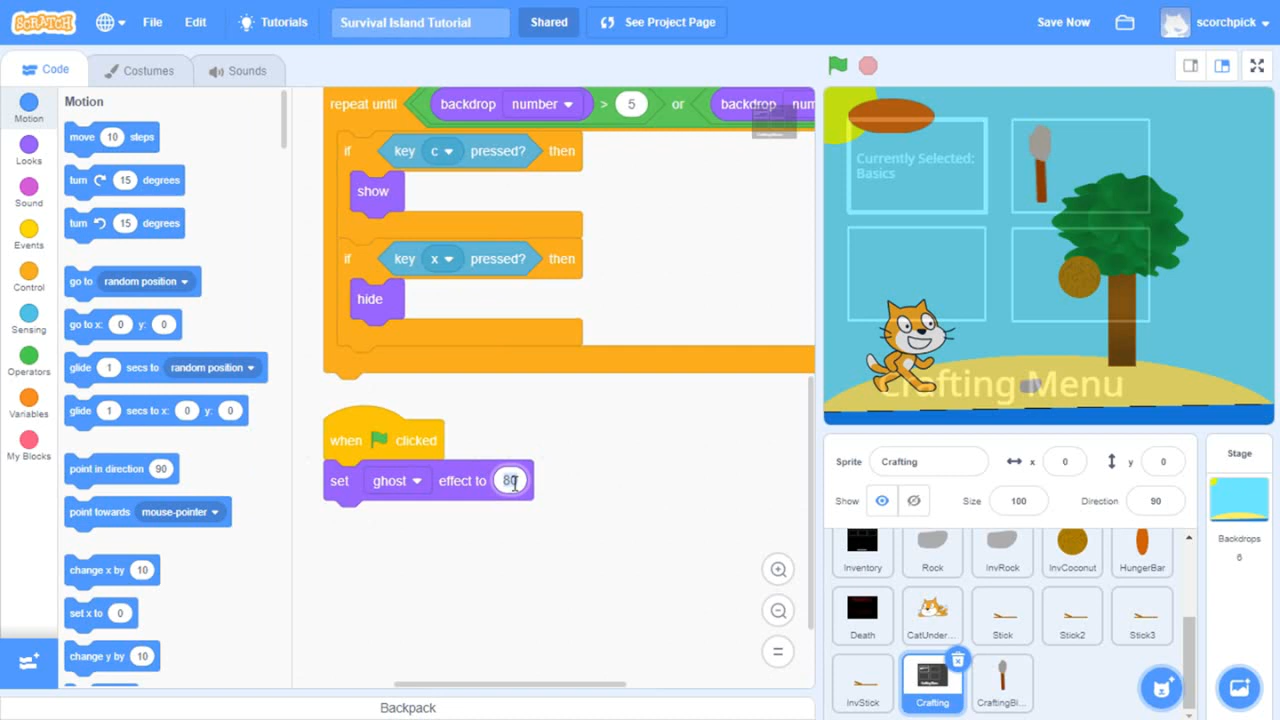 SCRATCH File Edit Tutorials Survival Island Tutorial Shared See Project Page Save Now scorchpick
Code Costumes Sounds
Motion
Looks
Sound
Events
Control
Sensing
Operators
Variables
My Blocks
Motion
move 10 steps
turn 15 degrees
turn 15 degrees
go to random position
go to x: 0 y: 0
glide 1 secs to random position
glide 1 secs to x: 0 y: 0
point in direction 90
point towards mouse-pointer
change x by 10
set x to 0
change y by 10
repeat until backdrop number > 5 or backdrop num
if key c pressed? then
show
if key x pressed? then
hide
when clicked
set ghost effect to 80
Backpack
Currently Selected:
Basics
Crafting Menu
Sprite Crafting x 0 y 0
Show Size 100 Direction 90
Inventory Rock InvRock InvCoconut HungerBar
Death CatUnder... Stick Stick2 Stick3
InvStick Crafting CraftingBl...
Stage
Backdrops
6